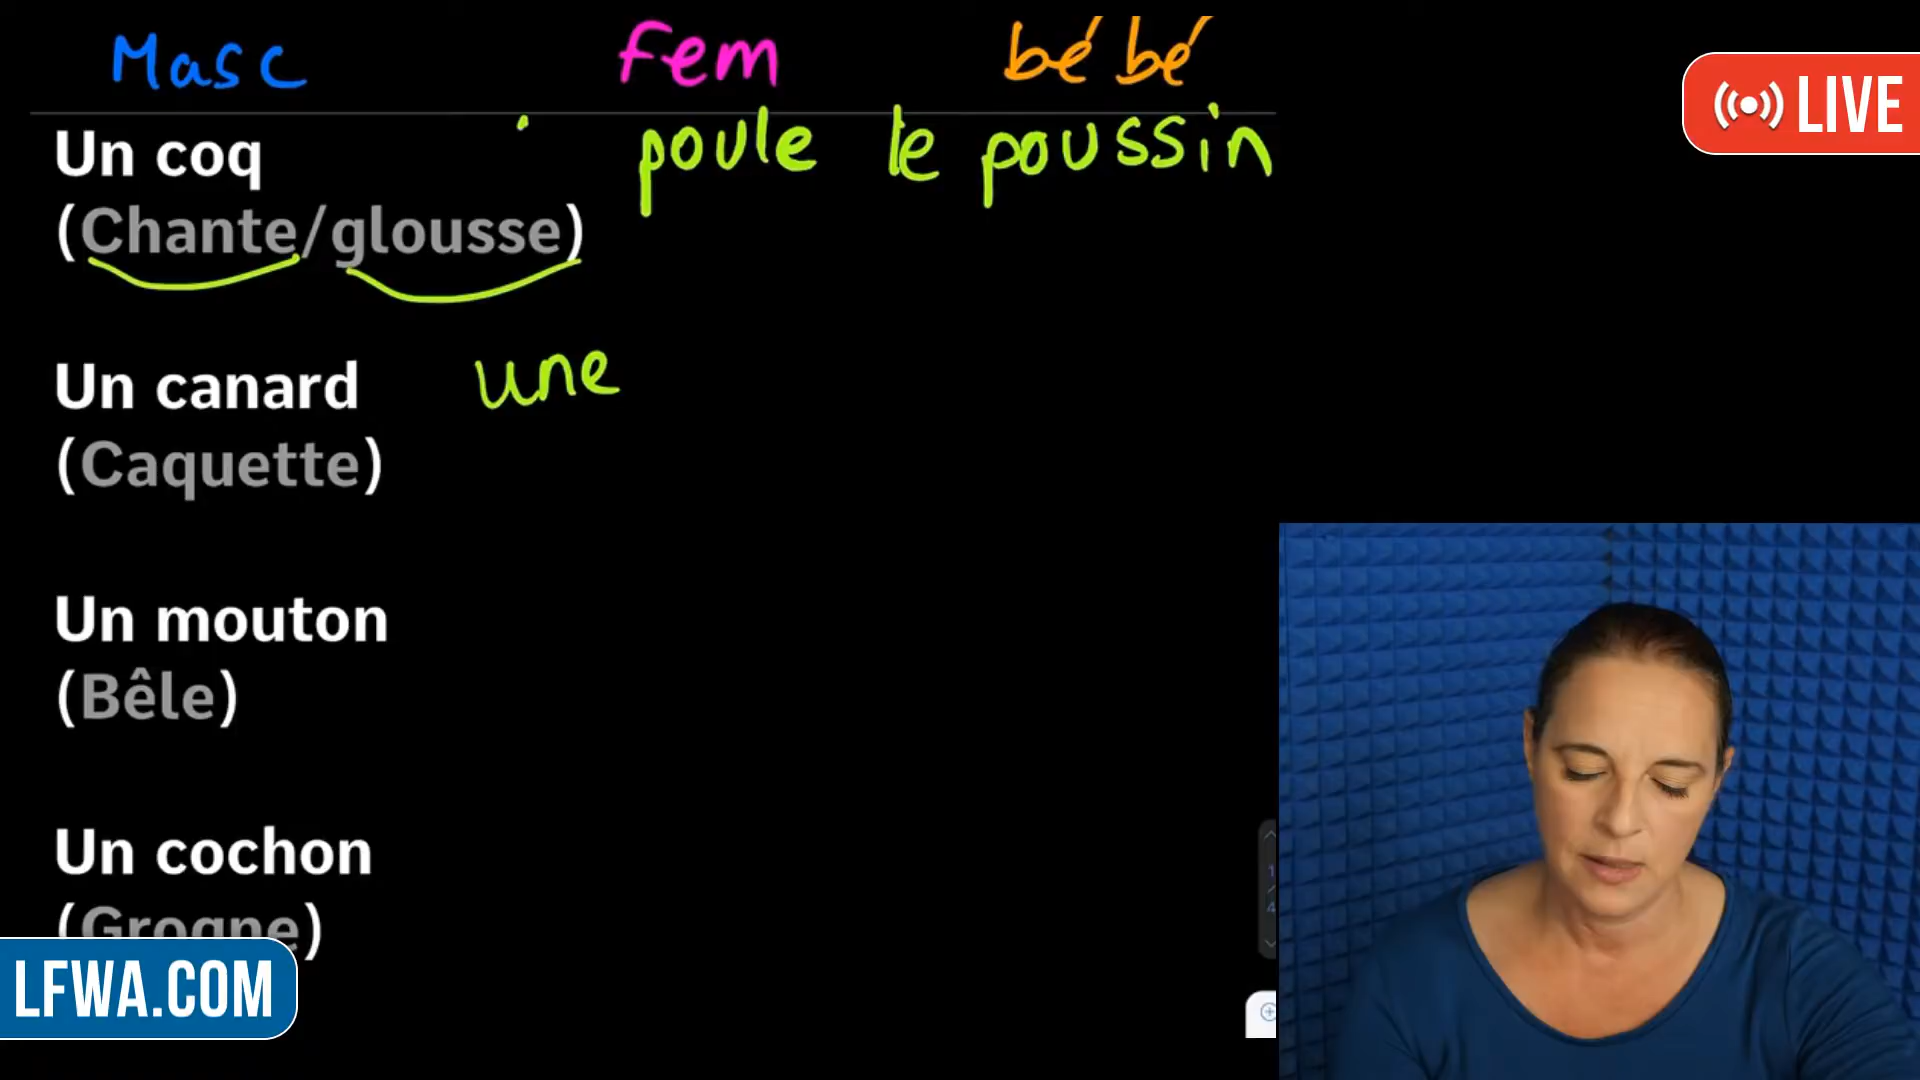 Masc fem bébé
LIVE
Un coq poule le poussin
(Chante/glousse)
Un canard une
(Caquette)
Un mouton
(Bêle)
Un cochon
(Grogne)
LFWA.COM